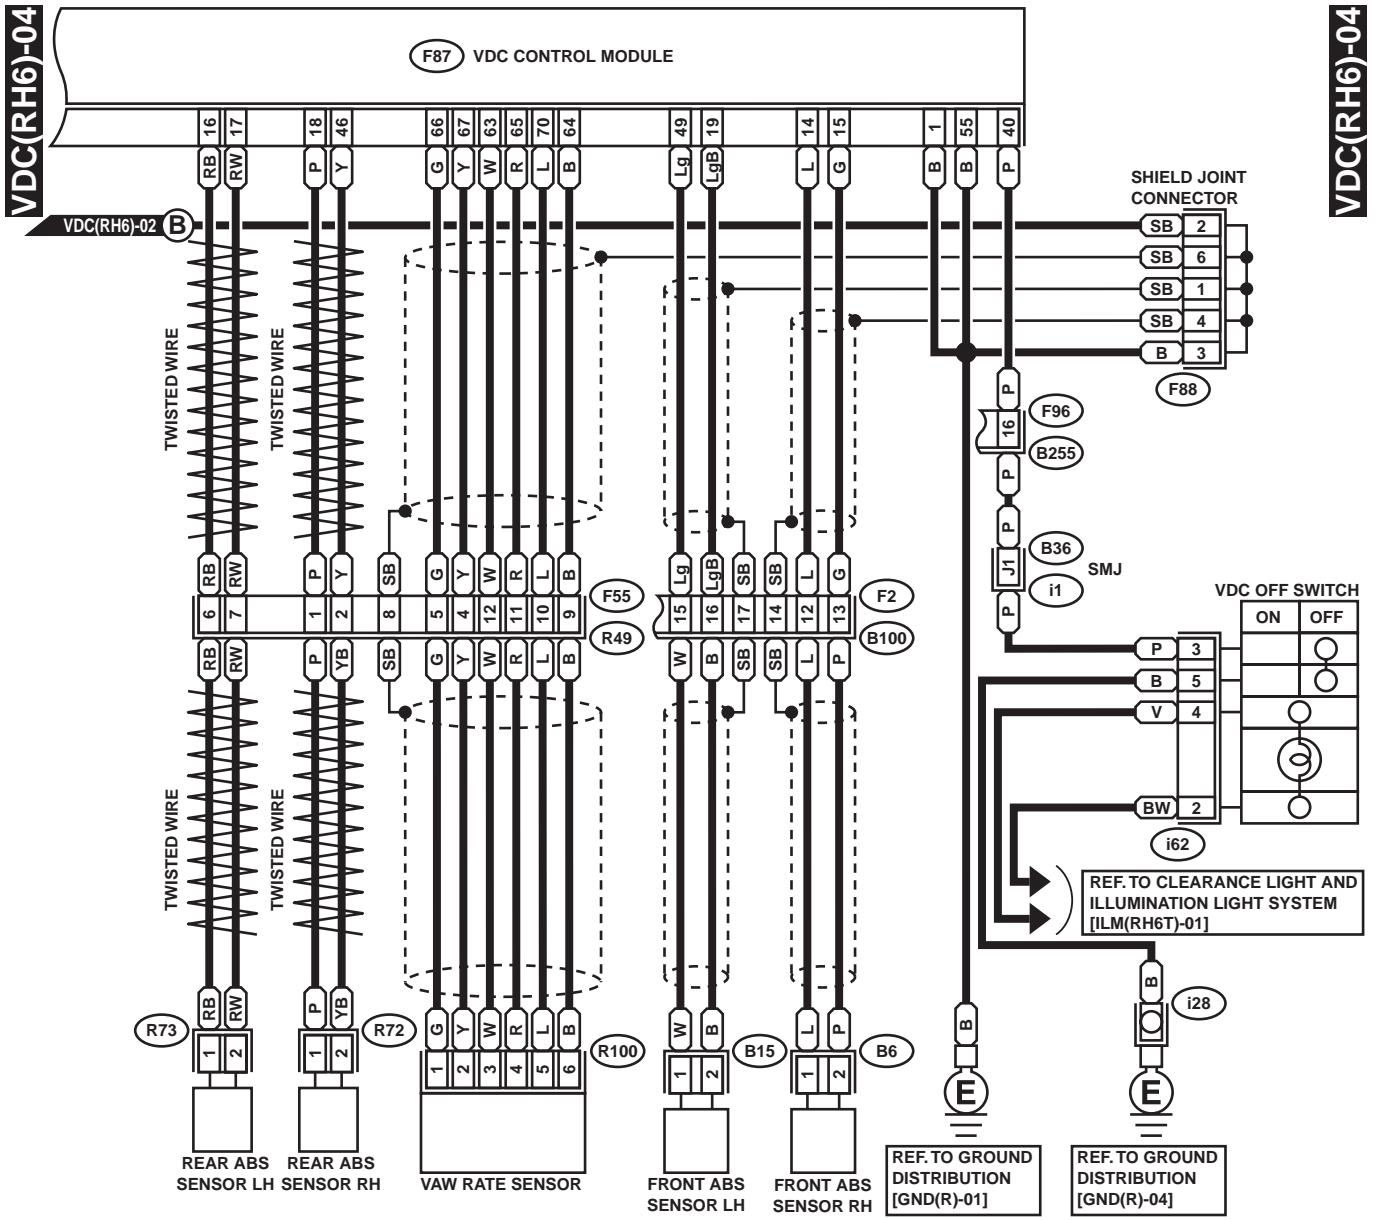 VDC(RH6)-04
VDC(RH6)-04
F87 VDC CONTROL MODULE
16 17 18 46 66 67 63 65 70 64 49 19 14 15 1 55 40
RB RW P Y G Y W R L B Lg LgB L G B B P
SHIELD JOINT
CONNECTOR
VDC(RH6)-02 B
SB 2
SB 6
SB 1
SB 4
B 3
F88
TWISTED WIRE
TWISTED WIRE
P
16
F96
B255
P
P
J1
B36
i1
SMJ
P
RB RW P Y SB G Y W R L B Lg LgB SB SB L G
6 7 1 2 8 5 4 12 11 10 9 15 16 17 14 12 13
F55
R49
F2
B100
RB RW P YB SB G Y W R L B W B SB SB L P
VDC OFF SWITCH
ON OFF
P 3
B 5
V 4
BW 2
i62
TWISTED WIRE
TWISTED WIRE
REF. TO CLEARANCE LIGHT AND
ILLUMINATION LIGHT SYSTEM
[ILM(RH6T)-01]
B
i28
RB RW P YB G Y W R L B W B L P B
R73
R72
R100
B15
B6
1 2 1 2 1 2 3 4 5 6 1 2 1 2
E
E
REAR ABS
SENSOR LH
REAR ABS
SENSOR RH
VAW RATE SENSOR
FRONT ABS
SENSOR LH
FRONT ABS
SENSOR RH
REF. TO GROUND
DISTRIBUTION
[GND(R)-01]
REF. TO GROUND
DISTRIBUTION
[GND(R)-04]